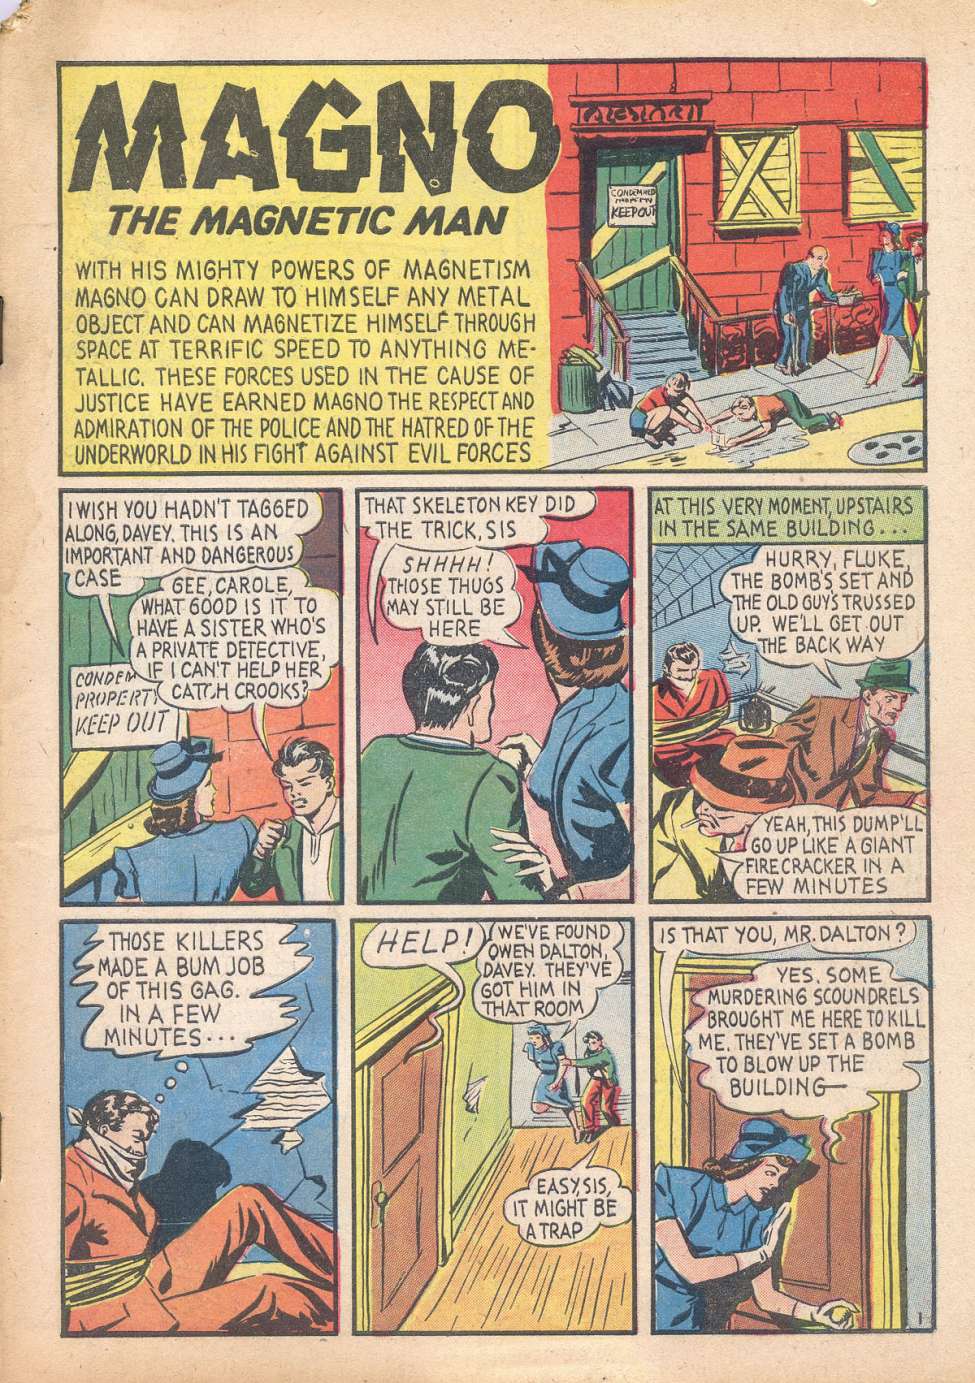 MAGNO
THE MAGNETIC MAN
WITH HIS MIGHTY POWERS OF MAGNETISM
MAGNO CAN DRAW TO HIMSELF ANY METAL
OBJECT AND CAN MAGNETIZE HIMSELF THROUGH
SPACE AT TERRIFIC SPEED TO ANYTHING ME-
TALLIC. THESE FORCES USED IN THE CAUSE OF
JUSTICE HAVE EARNED MAGNO THE RESPECT AND
ADMIRATION OF THE POLICE AND THE HATRED OF THE
UNDERWORLD IN HIS FIGHT AGAINST EVIL FORCES
CONDEMNED
KEEP OUT
I WISH YOU HADN'T TAGGED
ALONG, DAVEY. THIS IS AN
IMPORTANT AND DANGEROUS
CASE
GEE, CAROLE,
WHAT GOOD IS IT TO
HAVE A SISTER WHO'S
A PRIVATE DETECTIVE,
IF I CAN'T HELP HER
CATCH CROOKS?
CONDEM
PROPERTY
KEEP OUT
THAT SKELETON KEY DID
THE TRICK, SIS
SHHHH!
THOSE THUGS
MAY STILL BE
HERE
AT THIS VERY MOMENT, UPSTAIRS
IN THE SAME BUILDING...
HURRY, FLUKE,
THE BOMB'S SET AND
THE OLD GUY'S TRUSSED
UP. WE'LL GET OUT
THE BACK WAY
YEAH, THIS DUMP'LL
GO UP LIKE A GIANT
FIRECRACKER IN A
FEW MINUTES
THOSE KILLERS
MADE A BUM JOB
OF THIS GAG.
IN A FEW
MINUTES...
HELP!
WE'VE FOUND
OWEN DALTON,
DAVEY. THEY'VE
GOT HIM IN
THAT ROOM
EASY, SIS,
IT MIGHT BE
A TRAP
IS THAT YOU, MR. DALTON?
YES. SOME
MURDERING SCOUNDRELS
BROUGHT ME HERE TO KILL
ME. THEY'VE SET A BOMB
TO BLOW UP THE
BUILDING—
1